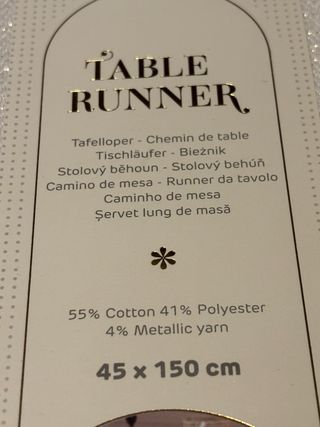 TABLE
RUNNER
Tafelloper - Chemin de table
Tischläufer - Bieżnik
Stolový běhoun - Stolový behúň
Camino de mesa - Runner da tavolo
Caminho de mesa
Șervet lung de masă
55% Cotton 41% Polyester
4% Metallic yarn
45 x 150 cm